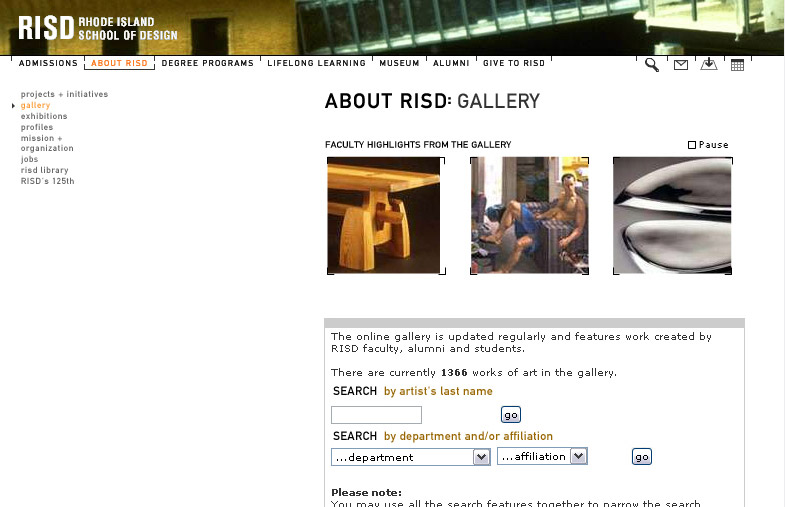 RISD RHODE ISLAND
SCHOOL OF DESIGN
ADMISSIONS ABOUT RISD DEGREE PROGRAMS LIFELONG LEARNING MUSEUM ALUMNI GIVE TO RISD
projects + initiatives
gallery
exhibitions
profiles
mission +
organization
jobs
risd library
RISD's 125th
ABOUT RISD: GALLERY
FACULTY HIGHLIGHTS FROM THE GALLERY
Pause
The online gallery is updated regularly and features work created by
RISD faculty, alumni and students.
There are currently 1366 works of art in the gallery.
SEARCH by artist's last name
go
SEARCH by department and/or affiliation
...department ...affiliation go
Please note:
You may use all the search features together to narrow the search